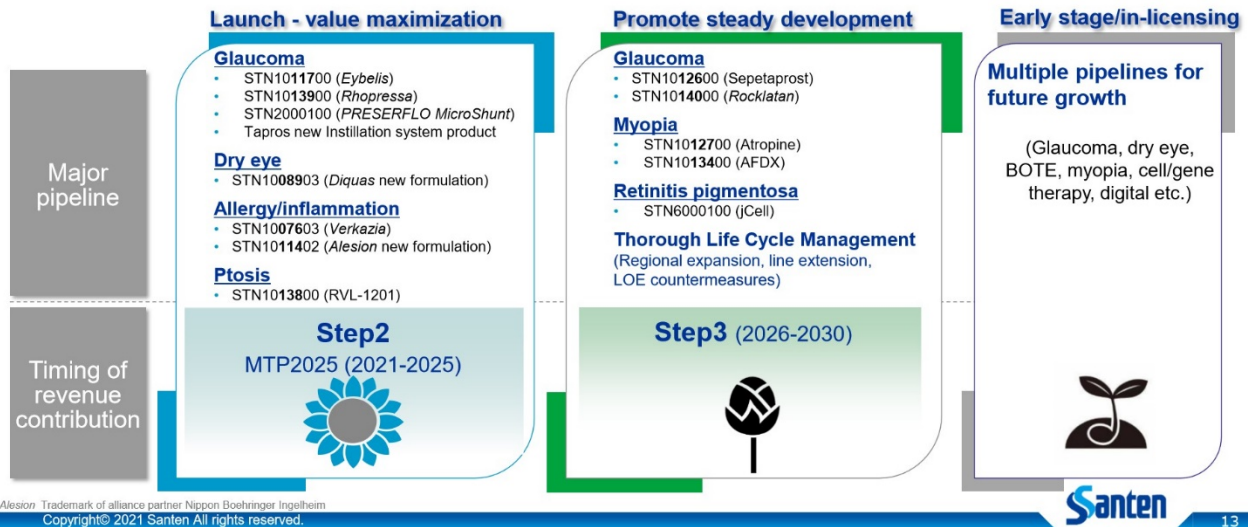 Launch - value maximization
Promote steady development
Early stage/in-licensing
Major
pipeline
Glaucoma
• STN1011700 (Eybelis)
• STN1013900 (Rhopressa)
• STN2000100 (PRESERFLO MicroShunt)
• Tapros new Instillation system product
Dry eye
• STN1008903 (Diquas new formulation)
Allergy/inflammation
• STN1007603 (Verkazia)
• STN1011402 (Alesion new formulation)
Ptosis
• STN1013800 (RVL-1201)
Glaucoma
• STN1012600 (Sepetaprost)
• STN1014000 (Rocklatan)
Myopia
• STN1012700 (Atropine)
• STN1013400 (AFDX)
Retinitis pigmentosa
• STN6000100 (jCell)
Thorough Life Cycle Management
(Regional expansion, line extension,
LOE countermeasures)
Multiple pipelines for
future growth
(Glaucoma, dry eye,
BOTE, myopia, cell/gene
therapy, digital etc.)
Timing of
revenue
contribution
Step2
MTP2025 (2021-2025)
Step3 (2026-2030)
Alesion Trademark of alliance partner Nippon Boehringer Ingelheim
Copyright© 2021 Santen All rights reserved.
Santen
13